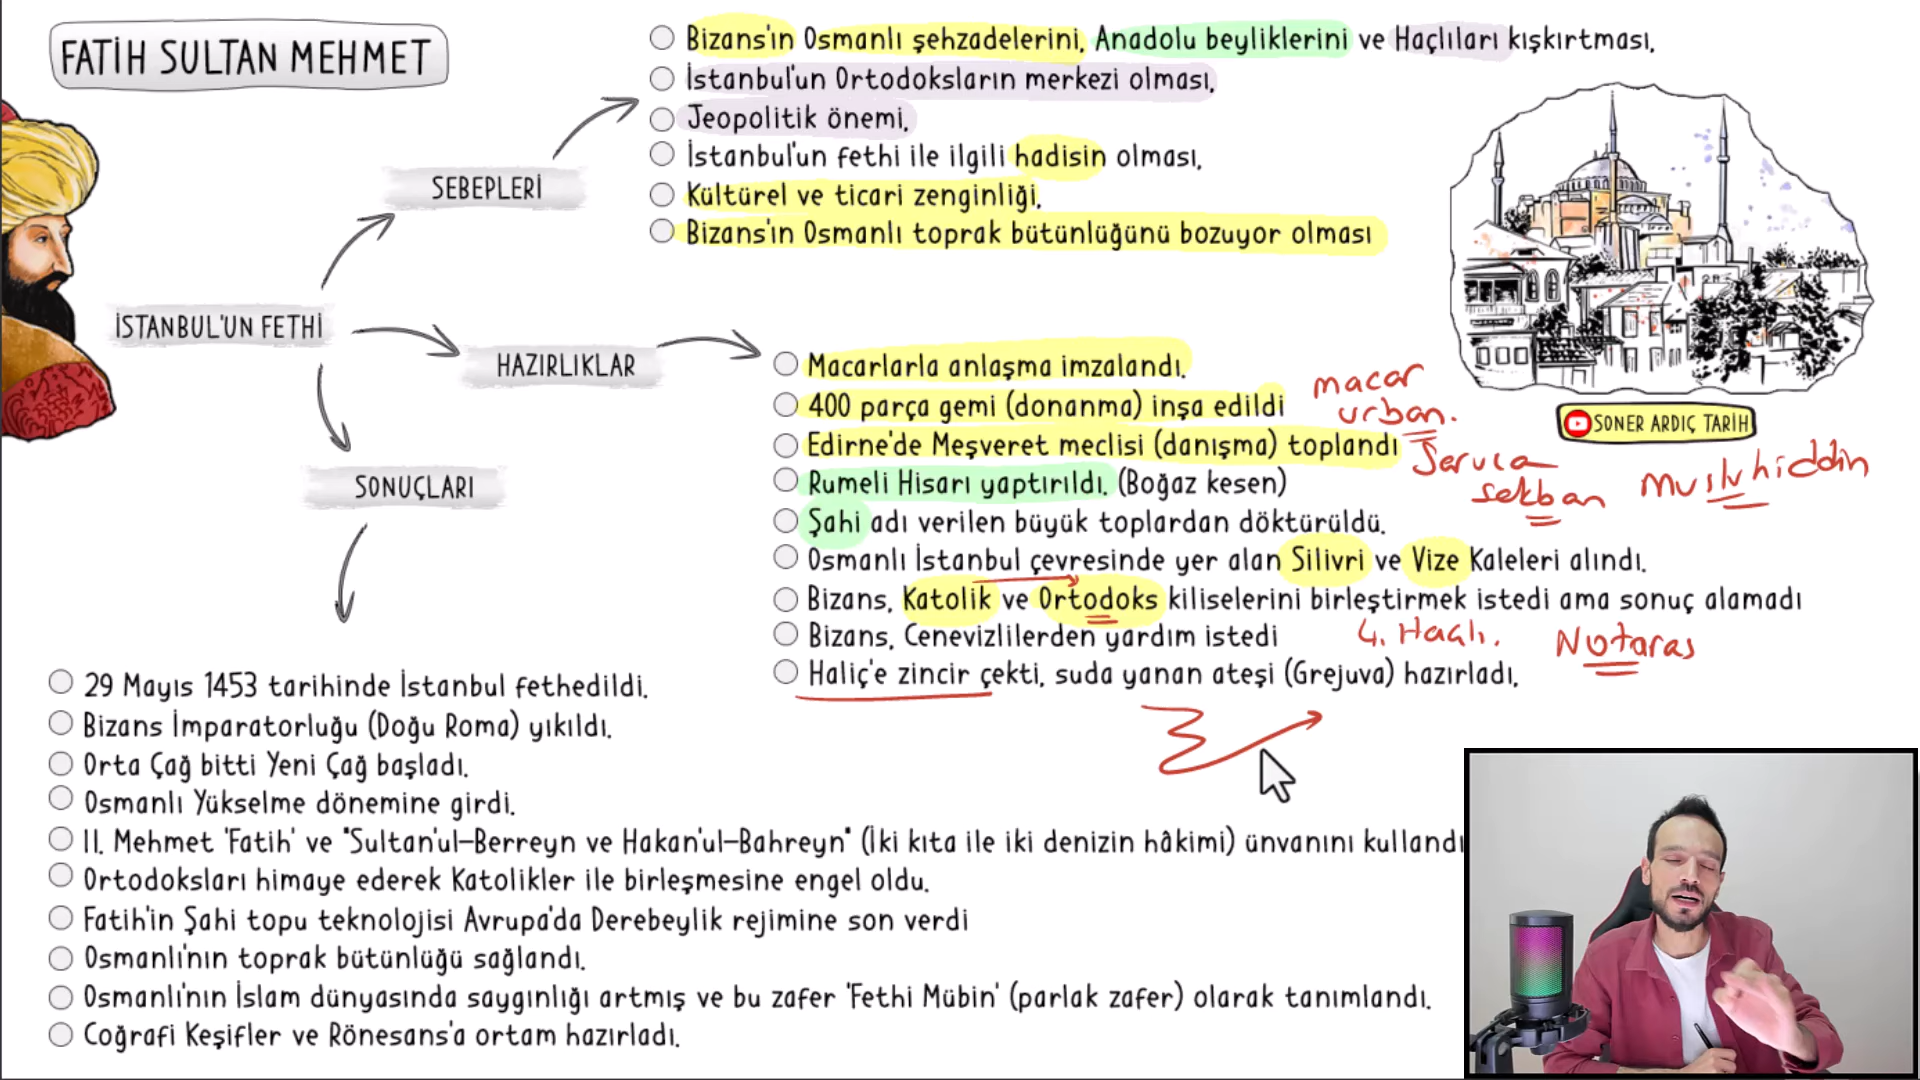 FATİH SULTAN MEHMET
Bizans'ın Osmanlı şehzadelerini, Anadolu beyliklerini ve Haçlıları kışkırtması,
İstanbul'un Ortodoksların merkezi olması,
Jeopolitik önemi,
İstanbul'un fethi ile ilgili hadisin olması,
Kültürel ve ticari zenginliği,
Bizans'ın Osmanlı toprak bütünlüğünü bozuyor olması
SEBEPLERİ
İSTANBUL'UN FETHİ
HAZIRLIKLAR
Macarlarla anlaşma imzalandı.
400 parça gemi (donanma) inşa edildi
Edirne'de Meşveret meclisi (danışma) toplandı
Rumeli Hisarı yaptırıldı. (Boğaz kesen)
Şahi adı verilen büyük toplardan döktürüldü.
Osmanlı İstanbul çevresinde yer alan Silivri ve Vize Kaleleri alındı.
Bizans, Katolik ve Ortodoks kiliselerini birleştirmek istedi ama sonuç alamadı
Bizans, Cenevizlilerden yardım istedi
Haliç'e zincir çekti, suda yanan ateşi (Grejuva) hazırladı.
macar
urban.
Saruca
sekban
Musluhiddin
4. Haçlı.
Notaras
SONER ARDIÇ TARİH
SONUÇLARI
29 Mayıs 1453 tarihinde İstanbul fethedildi.
Bizans İmparatorluğu (Doğu Roma) yıkıldı.
Orta Çağ bitti Yeni Çağ başladı.
Osmanlı Yükselme dönemine girdi.
II. Mehmet 'Fatih' ve "Sultan'ul-Berreyn ve Hakan'ul-Bahreyn" (İki kıta ile iki denizin hâkimi) ünvanını kullandı
Ortodoksları himaye ederek Katolikler ile birleşmesine engel oldu.
Fatih'in Şahi topu teknolojisi Avrupa'da Derebeylik rejimine son verdi
Osmanlı'nın toprak bütünlüğü sağlandı.
Osmanlı'nın İslam dünyasında saygınlığı artmış ve bu zafer 'Fethi Mübin' (parlak zafer) olarak tanımlandı.
Coğrafi Keşifler ve Rönesans'a ortam hazırladı.